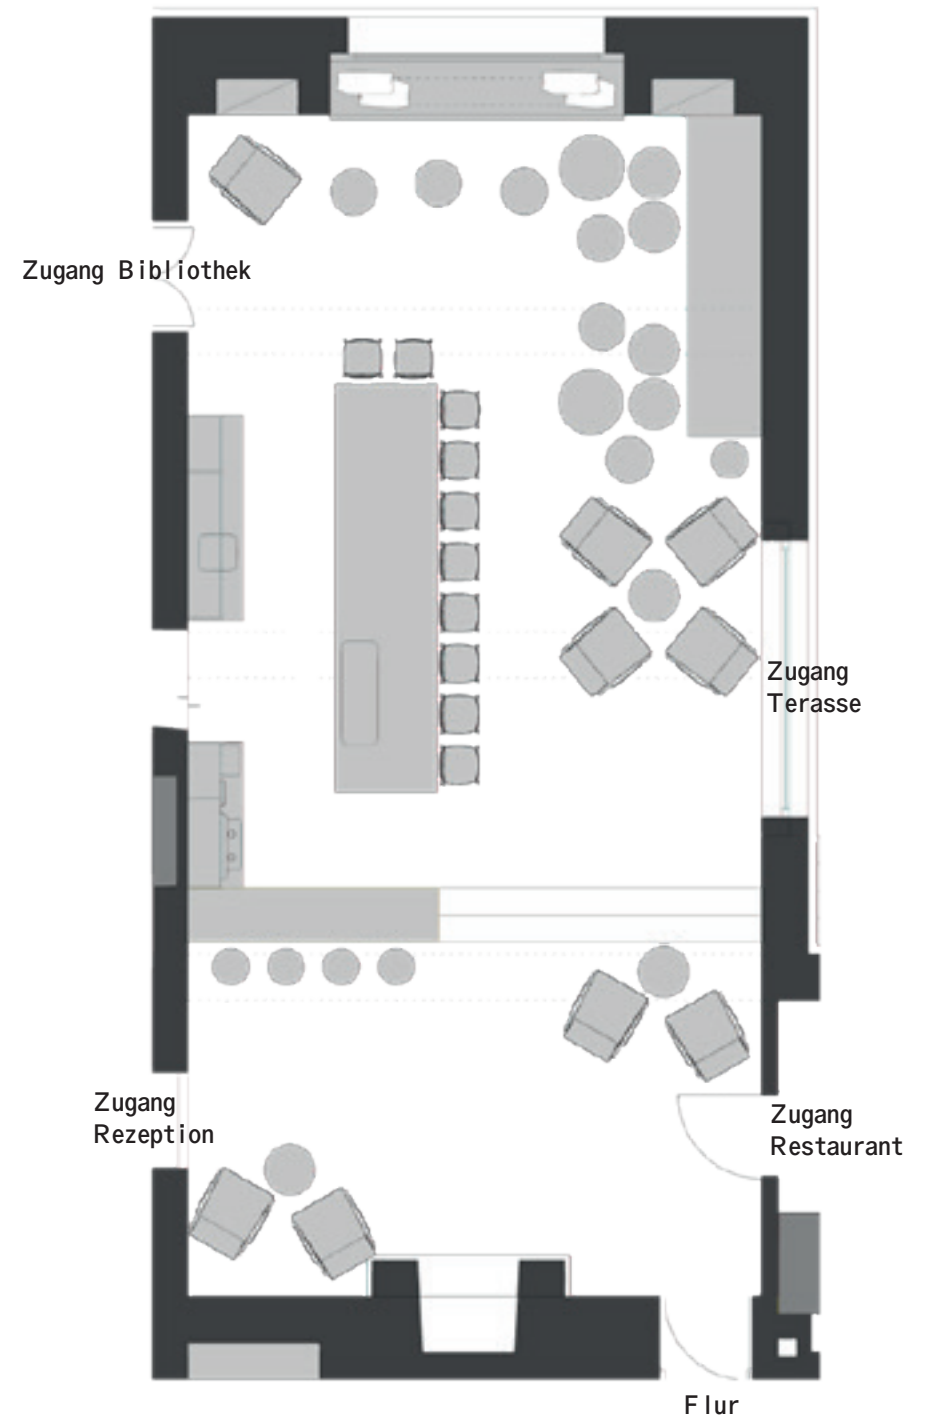 Zugang Bibliothek
Zugang
Terasse
Zugang
Rezeption
Zugang
Restaurant
Flur